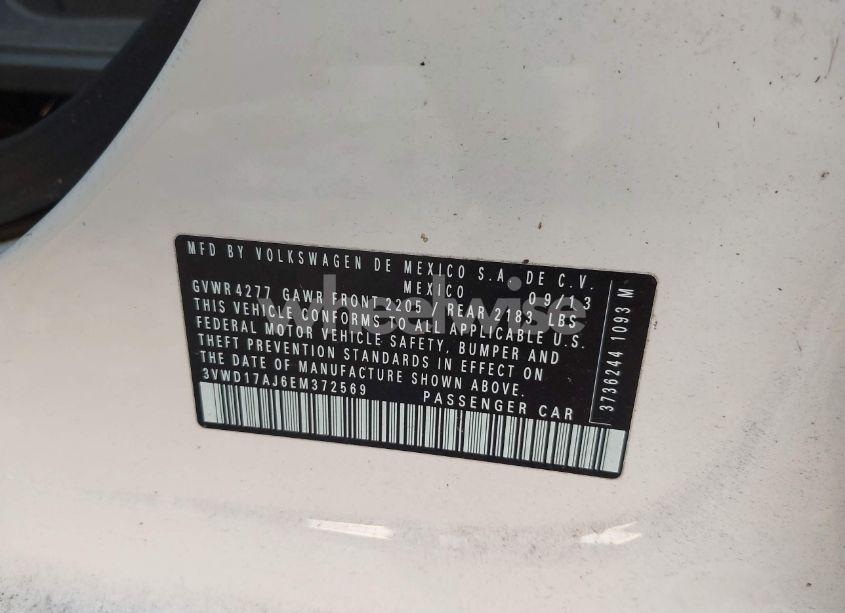 MFD BY VOLKSWAGEN DE MEXICO S.A. DE C.V.
MEXICO 09/13
GVWR 4277 GAWR FRONT 2205 REAR 2183 LBS
THIS VEHICLE CONFORMS TO ALL APPLICABLE U.S.
FEDERAL MOTOR VEHICLE SAFETY, BUMPER AND
THEFT PREVENTION STANDARDS IN EFFECT ON
THE DATE OF MANUFACTURE SHOWN ABOVE.
3VWD17AJ6EM372569 PASSENGER CAR
3736244 1093 M
wheelwise